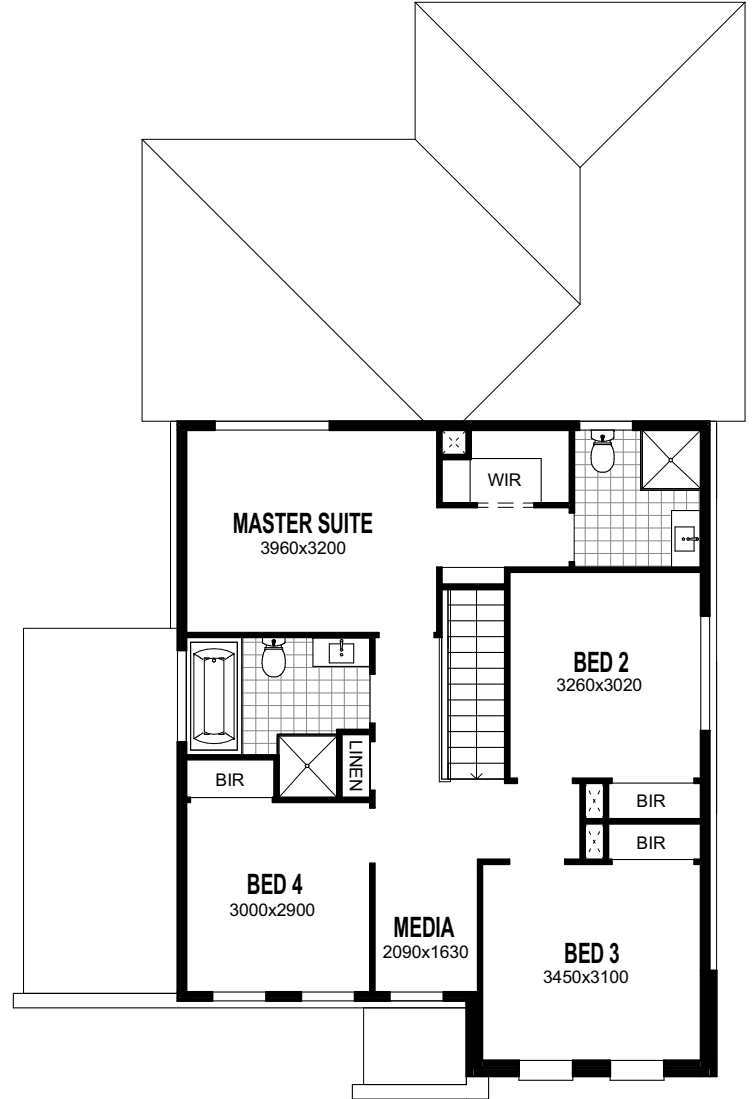 WIR
MASTER SUITE
3960x3200
BED 2
3260x3020
LINEN
BIR
BIR
BIR
BED 4
3000x2900
MEDIA
2090x1630
BED 3
3450x3100